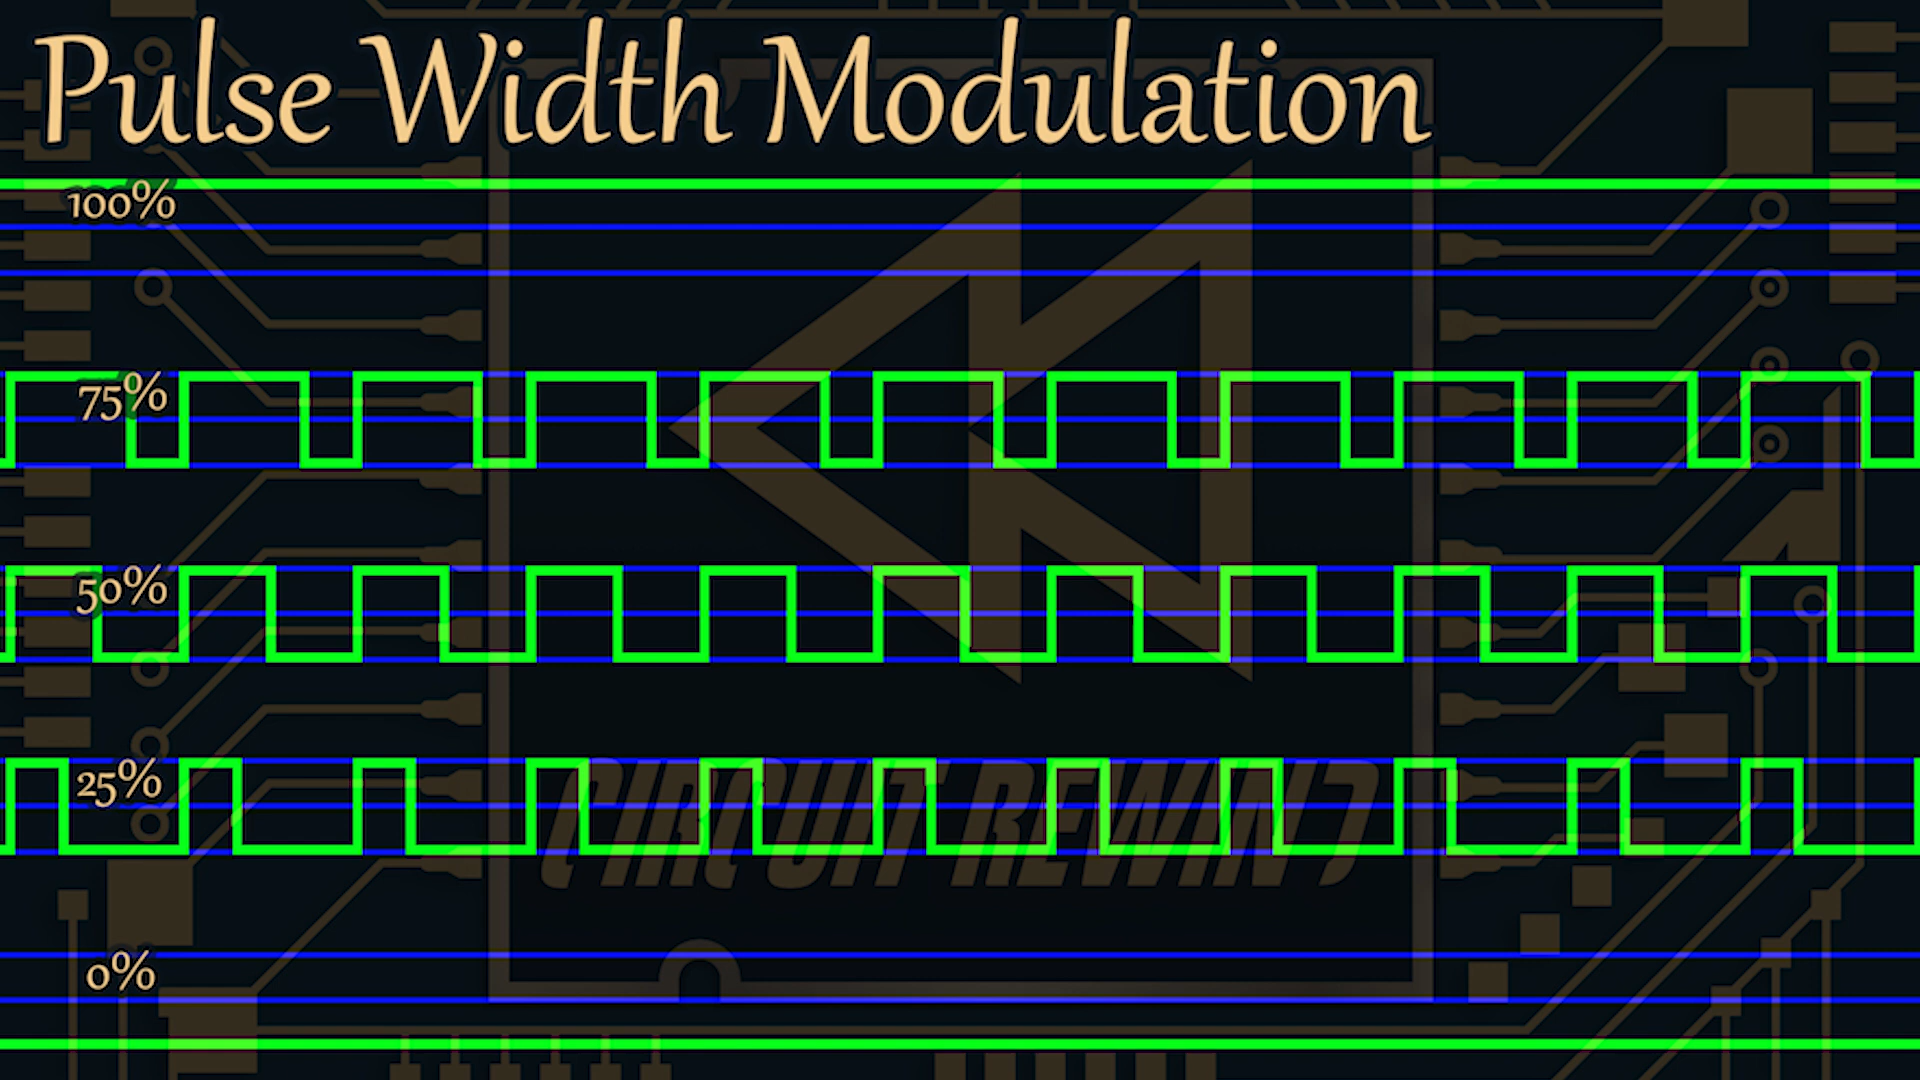 Pulse Width Modulation
100%
75%
50%
25%
CIRCUIT REWIND
0%